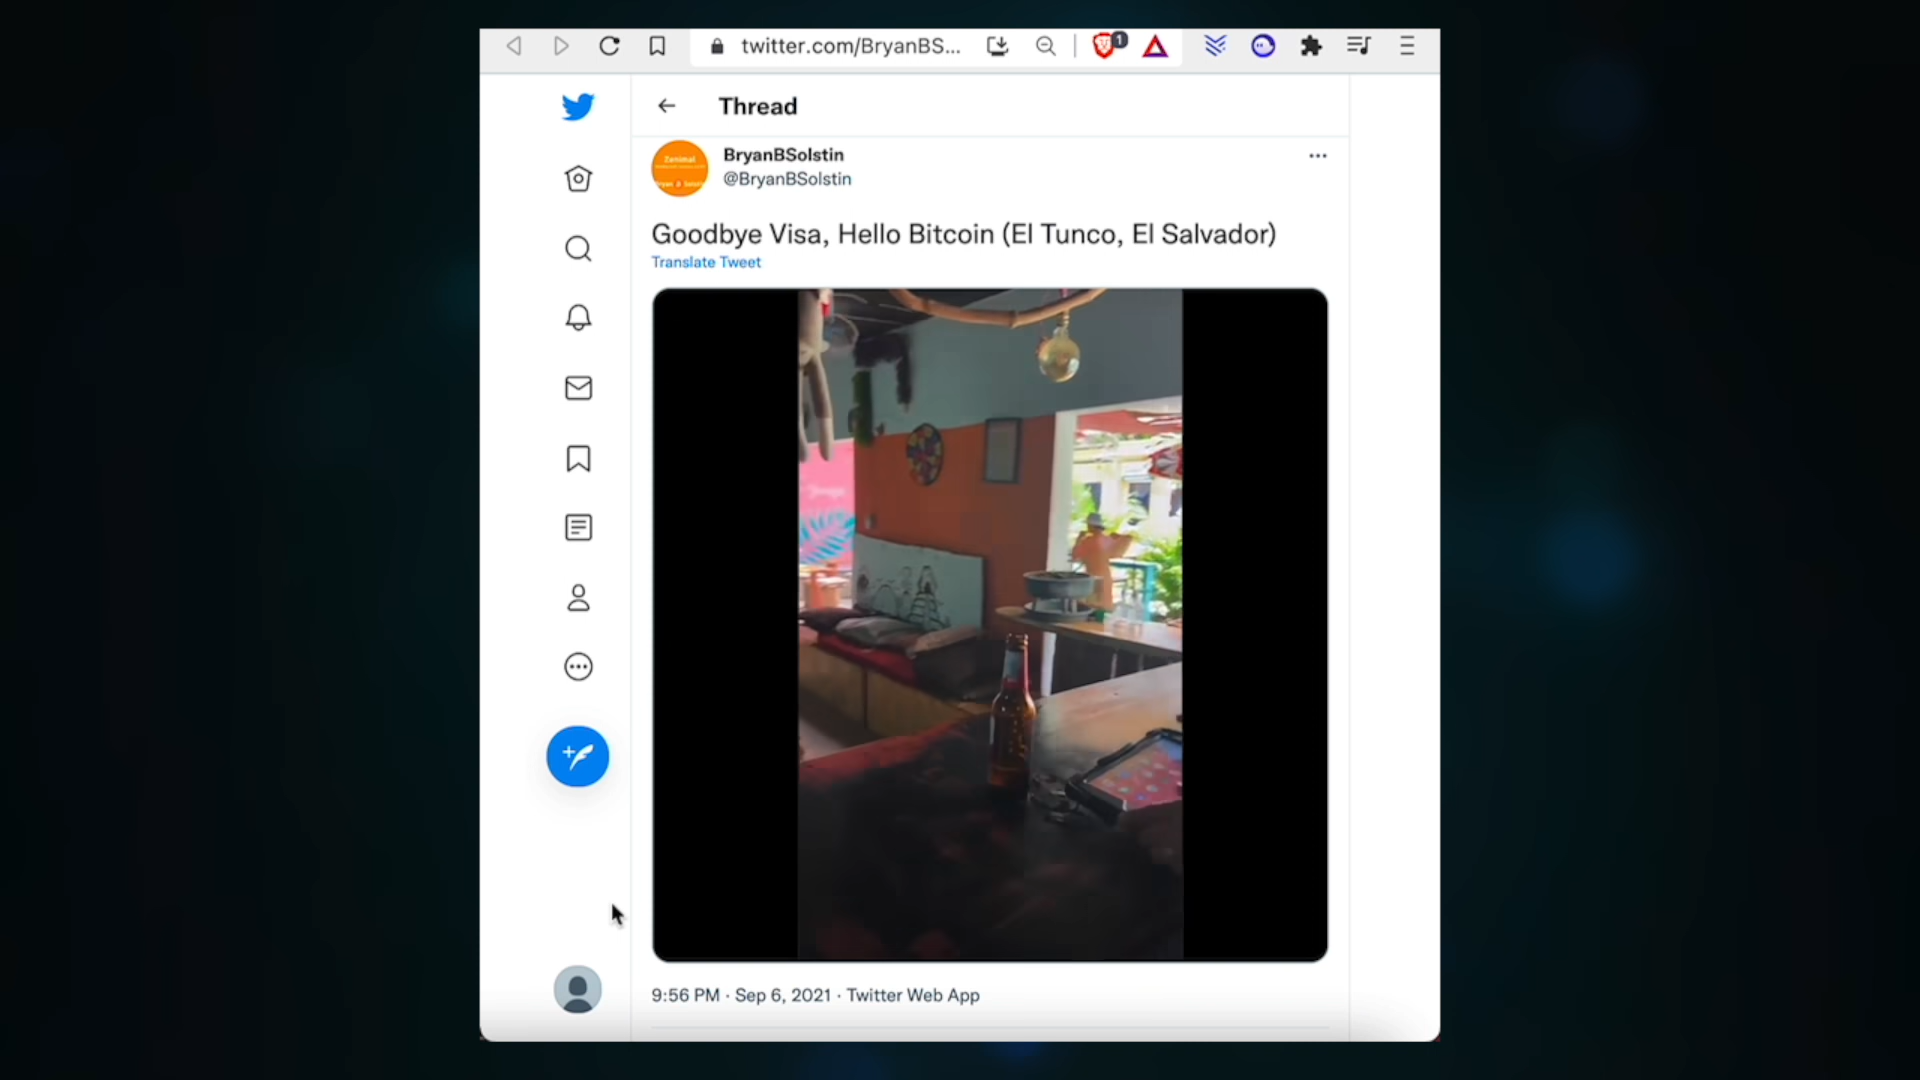 twitter.com/BryanBS...
1
Thread
BryanBSolstin
@BryanBSolstin
Goodbye Visa, Hello Bitcoin (El Tunco, El Salvador)
Translate Tweet
9:56 PM · Sep 6, 2021 · Twitter Web App